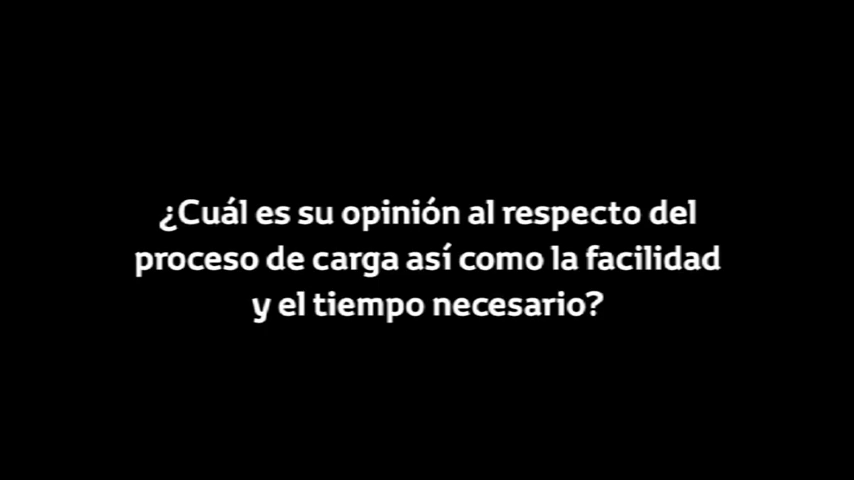 ¿Cuál es su opinión al respecto del
proceso de carga así como la facilidad
y el tiempo necesario?